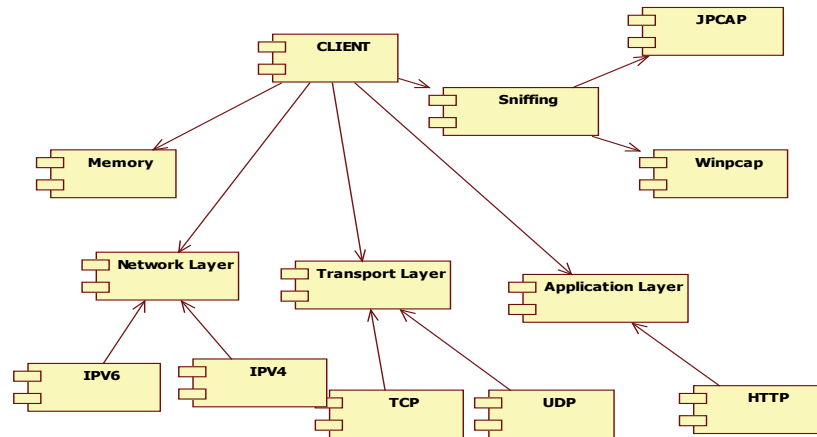 JPCAP
CLIENT
Sniffing
Memory
Winpcap
Network Layer
Transport Layer
Application Layer
IPV6
IPV4
TCP
UDP
HTTP